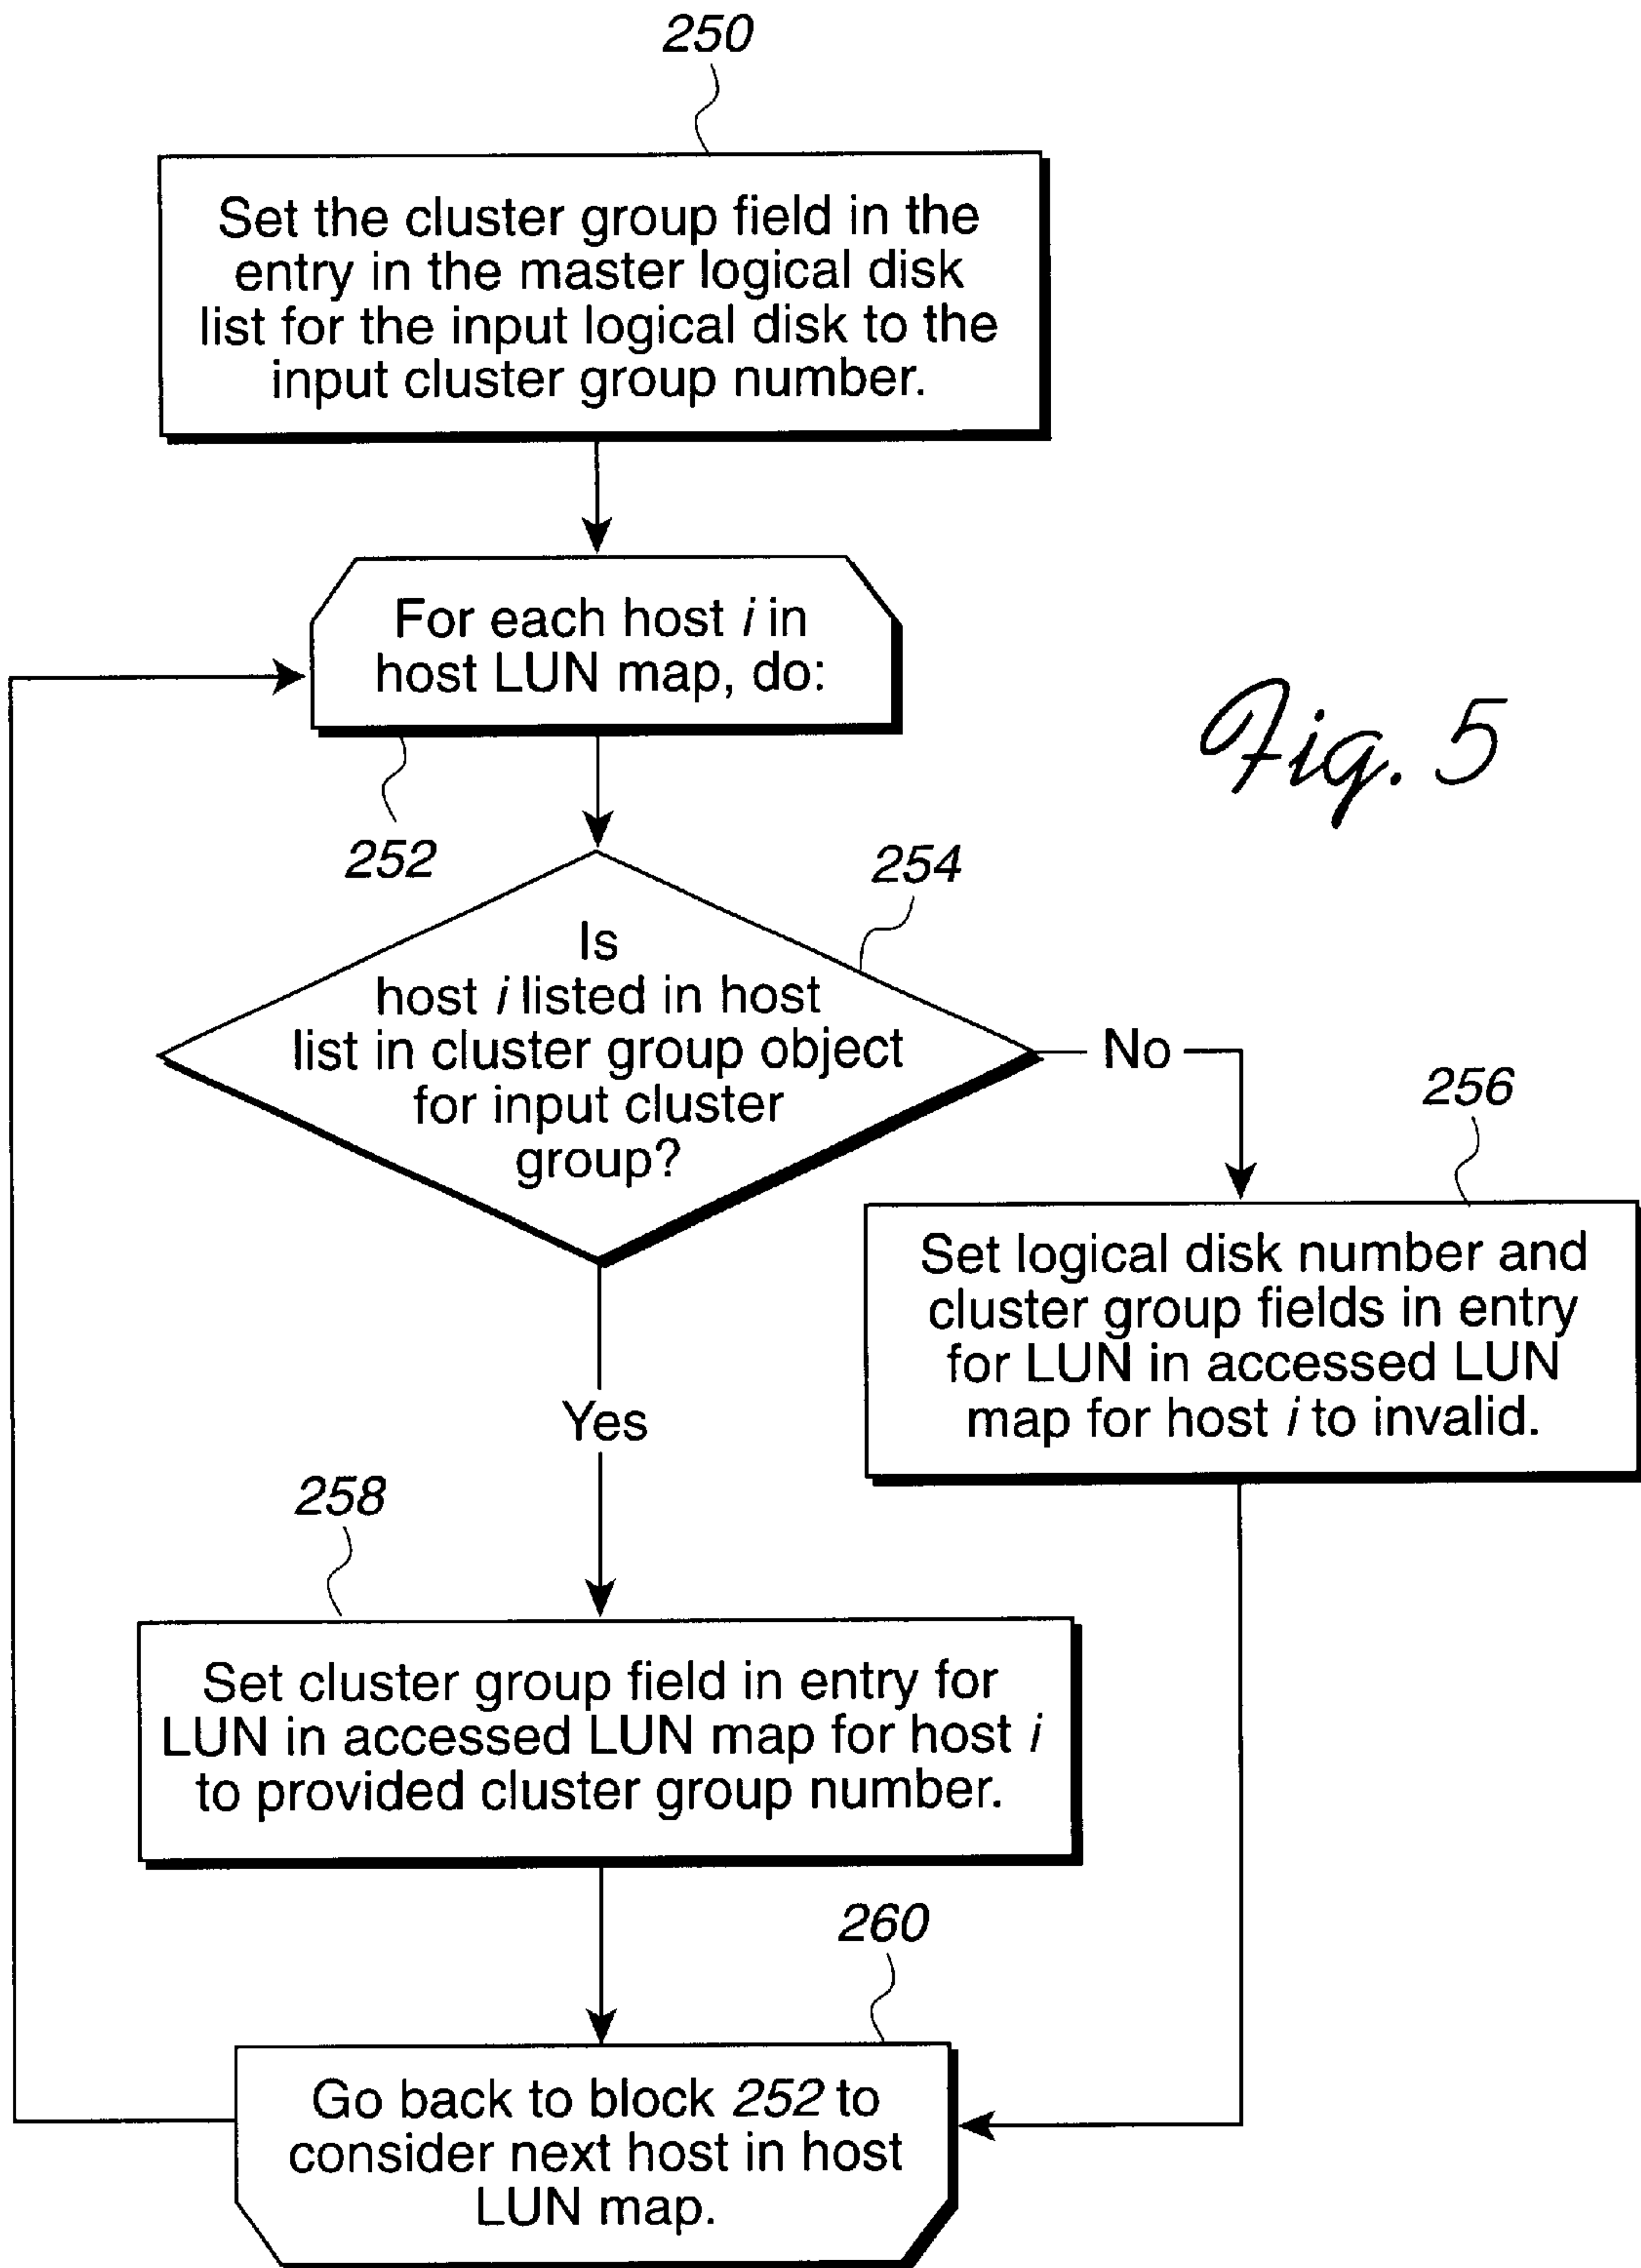 250
Set the cluster group field in the
entry in the master logical disk
list for the input logical disk to the
input cluster group number.
For each host i in
host LUN map, do:
Fig. 5
252
254
Is
host i listed in host
list in cluster group object
for input cluster
group?
No
256
Set logical disk number and
cluster group fields in entry
for LUN in accessed LUN
map for host i to invalid.
Yes
258
Set cluster group field in entry for
LUN in accessed LUN map for host i
to provided cluster group number.
260
Go back to block 252 to
consider next host in host
LUN map.